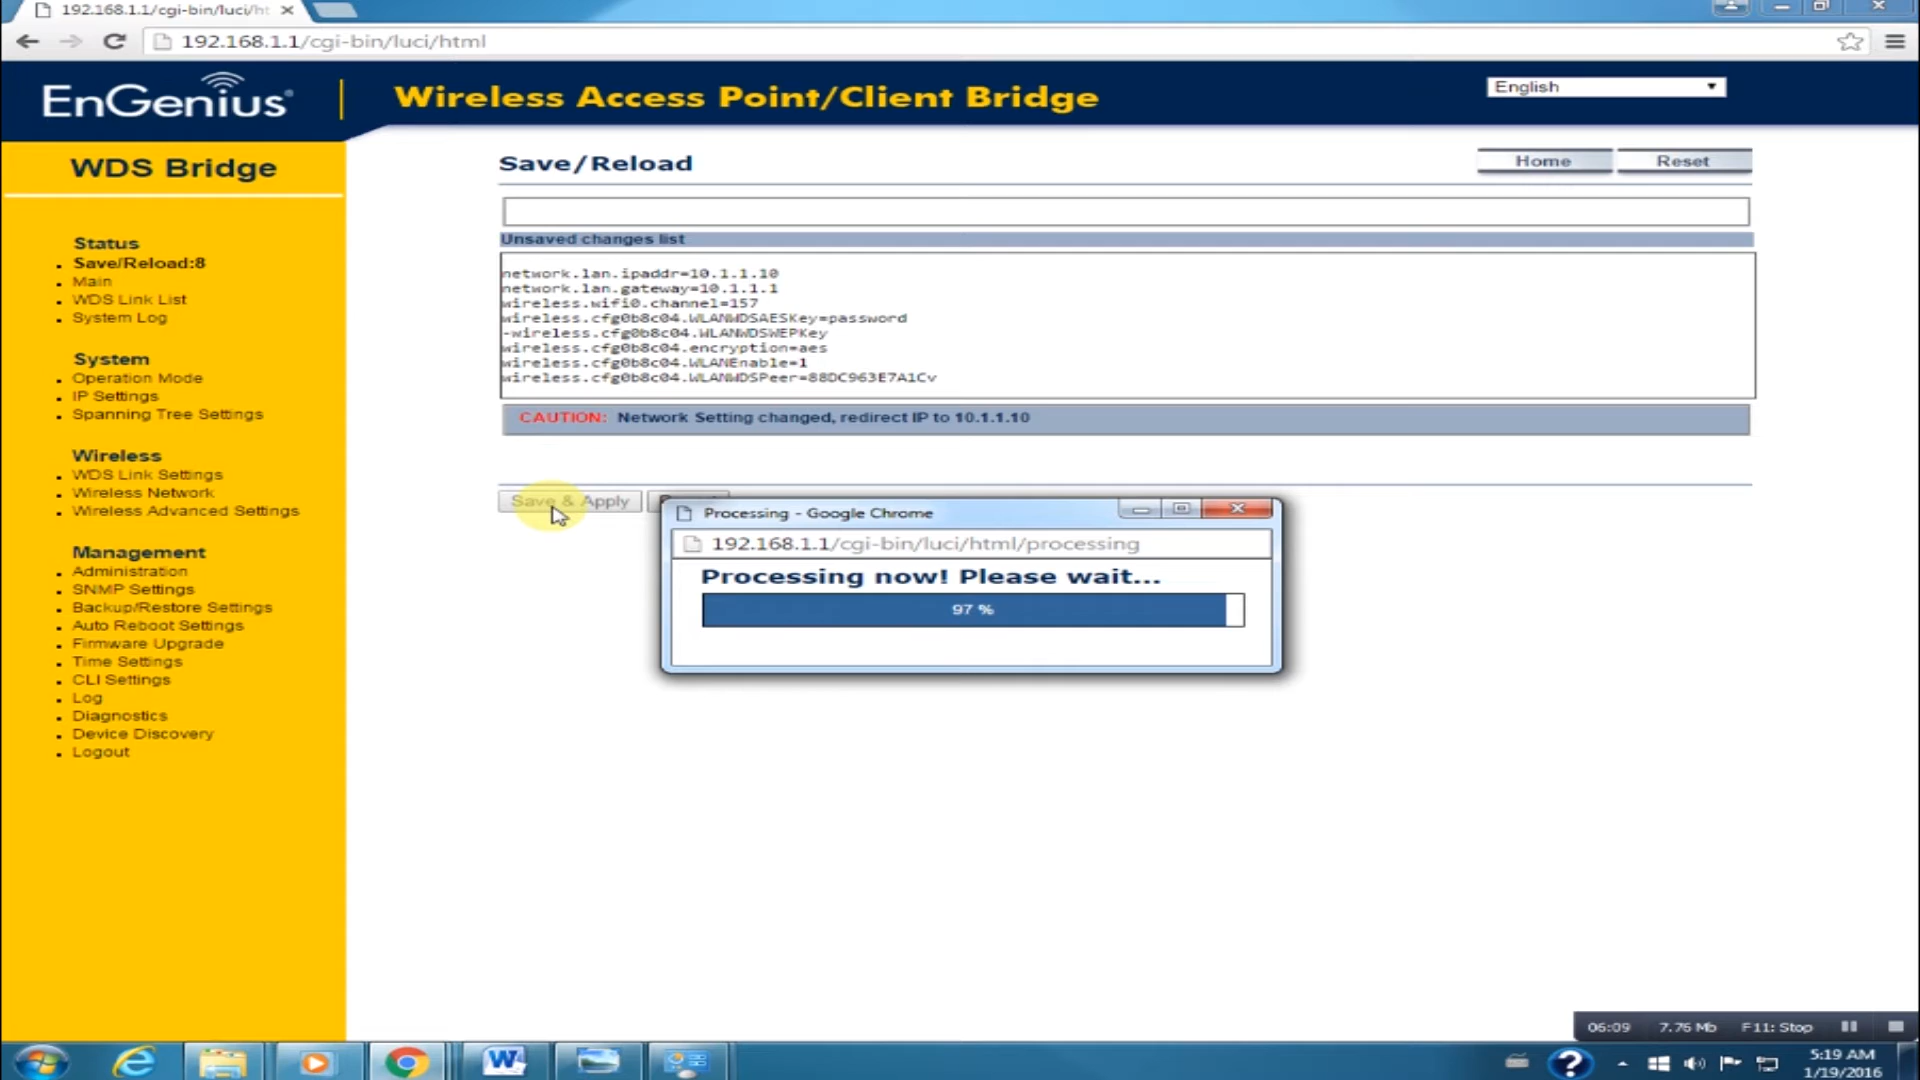 192.168.1.1/cgi-bin/luci/ht
192.168.1.1/cgi-bin/luci/html
EnGenius
Wireless Access Point/Client Bridge
English
WDS Bridge
Save/Reload
Home
Reset
Unsaved changes list
network.lan.ipaddr=10.1.1.10
network.lan.gateway=10.1.1.1
wireless.wifi0.channel=157
wireless.cfg0b8c04.WLANWDSAESKey=password
-wireless.cfg0b8c04.WLANWDSWEPKey
wireless.cfg0b8c04.encryption=aes
wireless.cfg0b8c04.WLANEnable=1
wireless.cfg0b8c04.WLANWDSPeer=88DC963E7A1Cv
CAUTION: Network Setting changed, redirect IP to 10.1.1.10
Save & Apply
Status
Save/Reload:8
Main
WDS Link List
System Log
System
Operation Mode
IP Settings
Spanning Tree Settings
Wireless
WDS Link Settings
Wireless Network
Wireless Advanced Settings
Management
Administration
SNMP Settings
Backup/Restore Settings
Auto Reboot Settings
Firmware Upgrade
Time Settings
CLI Settings
Log
Diagnostics
Device Discovery
Logout
Processing - Google Chrome
192.168.1.1/cgi-bin/luci/html/processing
Processing now! Please wait...
97 %
06:09 7.76 Mb F11: Stop
5:19 AM
1/19/2016